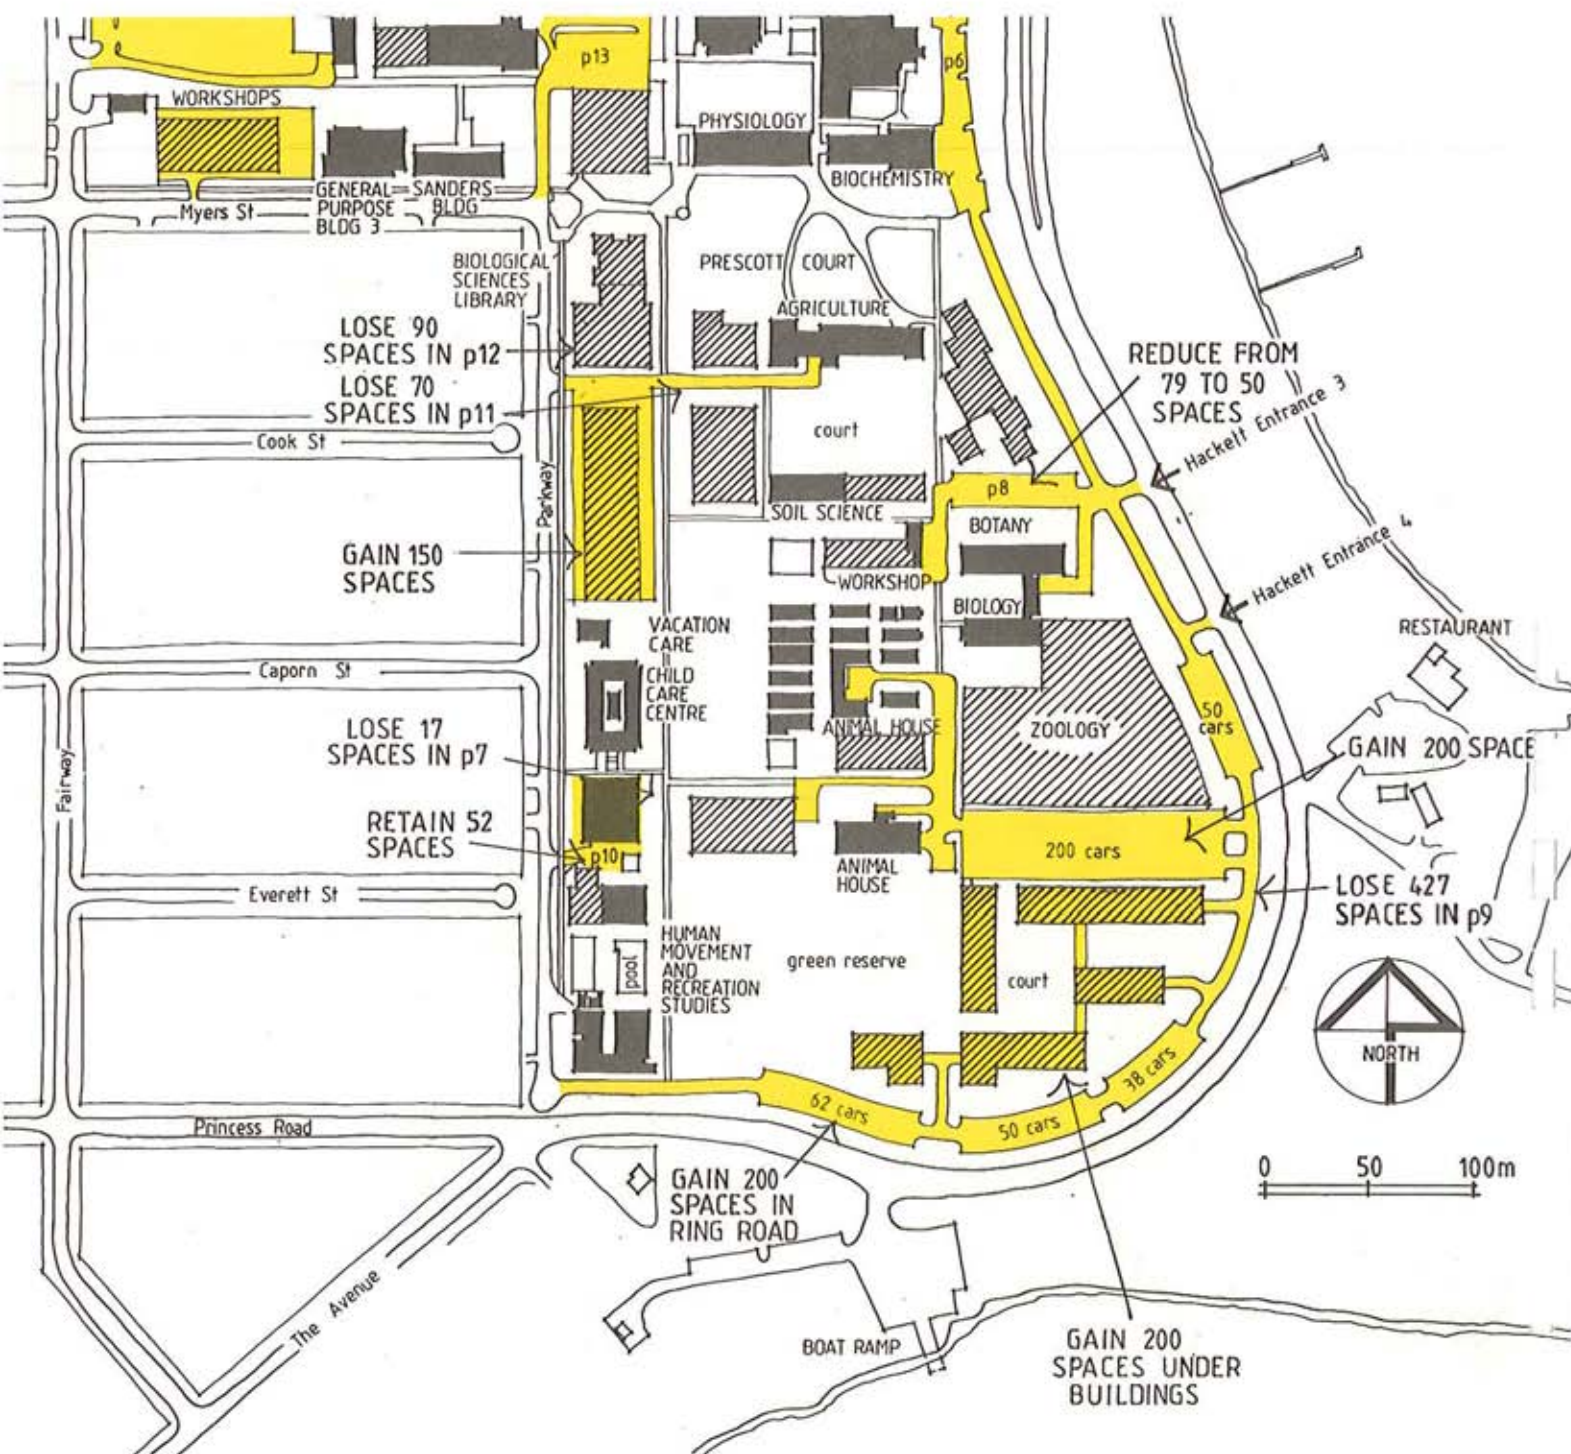 p13
p6
WORKSHOPS
PHYSIOLOGY
BIOCHEMISTRY
GENERAL
PURPOSE
BLDG 3
SANDERS
BLDG
Myers St
BIOLOGICAL
SCIENCES
LIBRARY
PRESCOTT COURT
AGRICULTURE
LOSE 90
SPACES IN p12
LOSE 70
SPACES IN p11
REDUCE FROM
79 TO 50
SPACES
Hackett Entrance 3
Cook St
court
Parkway
p8
SOIL SCIENCE
BOTANY
Hackett Entrance 4
GAIN 150
SPACES
WORKSHOP
BIOLOGY
VACATION
CARE
CHILD
CARE
CENTRE
RESTAURANT
Caporn St
ANIMAL HOUSE
ZOOLOGY
50
cars
LOSE 17
SPACES IN p7
GAIN 200 SPACE
Fairway
RETAIN 52
SPACES
p10
200 cars
ANIMAL
HOUSE
Everett St
LOSE 427
SPACES IN p9
HUMAN
MOVEMENT
AND
RECREATION
STUDIES
pool
green reserve
court
NORTH
38 cars
62 cars
50 cars
Princess Road
0 50 100m
GAIN 200
SPACES IN
RING ROAD
The Avenue
BOAT RAMP
GAIN 200
SPACES UNDER
BUILDINGS